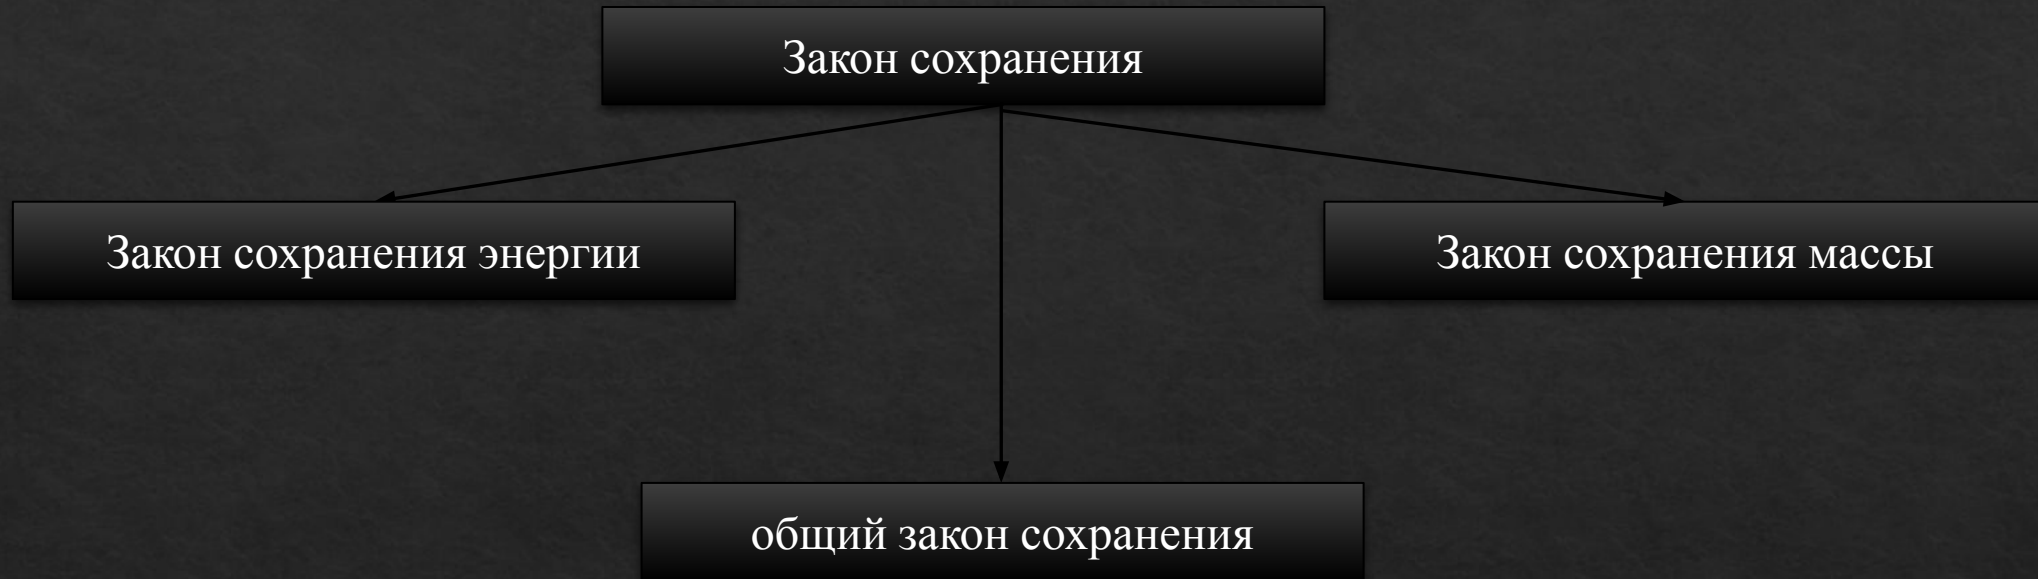 Закон сохранения
Закон сохранения энергии
Закон сохранения массы
общий закон сохранения